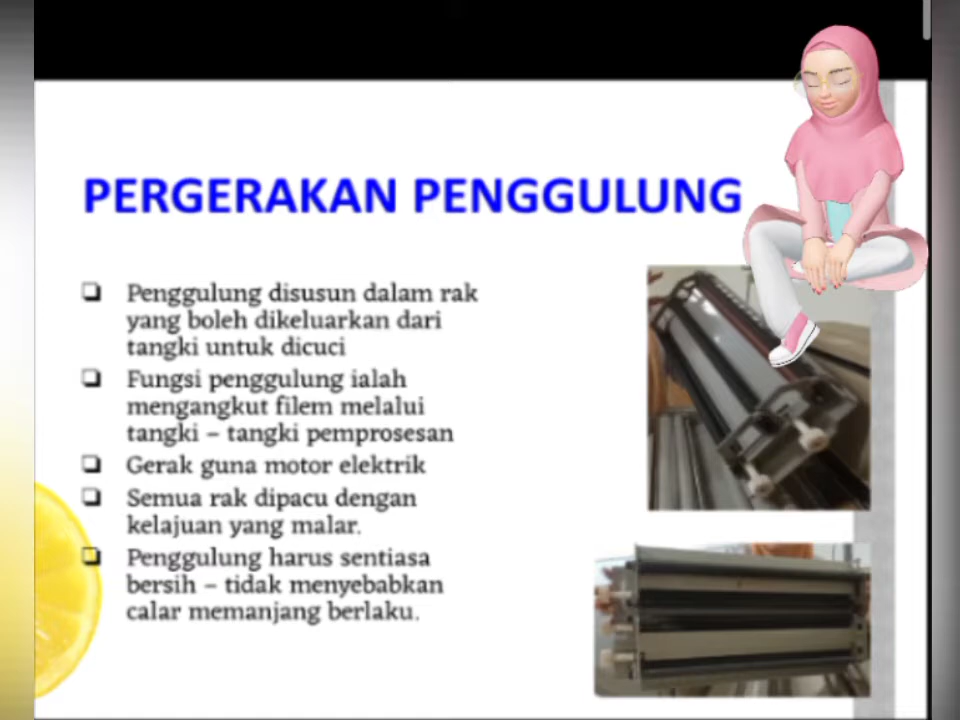 PERGERAKAN PENGGULUNG
Penggulung disusun dalam rak
yang boleh dikeluarkan dari
tangki untuk dicuci
Fungsi penggulung ialah
mengangkut filem melalui
tangki – tangki pemprosesan
Gerak guna motor elektrik
Semua rak dipacu dengan
kelajuan yang malar.
Penggulung harus sentiasa
bersih – tidak menyebabkan
calar memanjang berlaku.